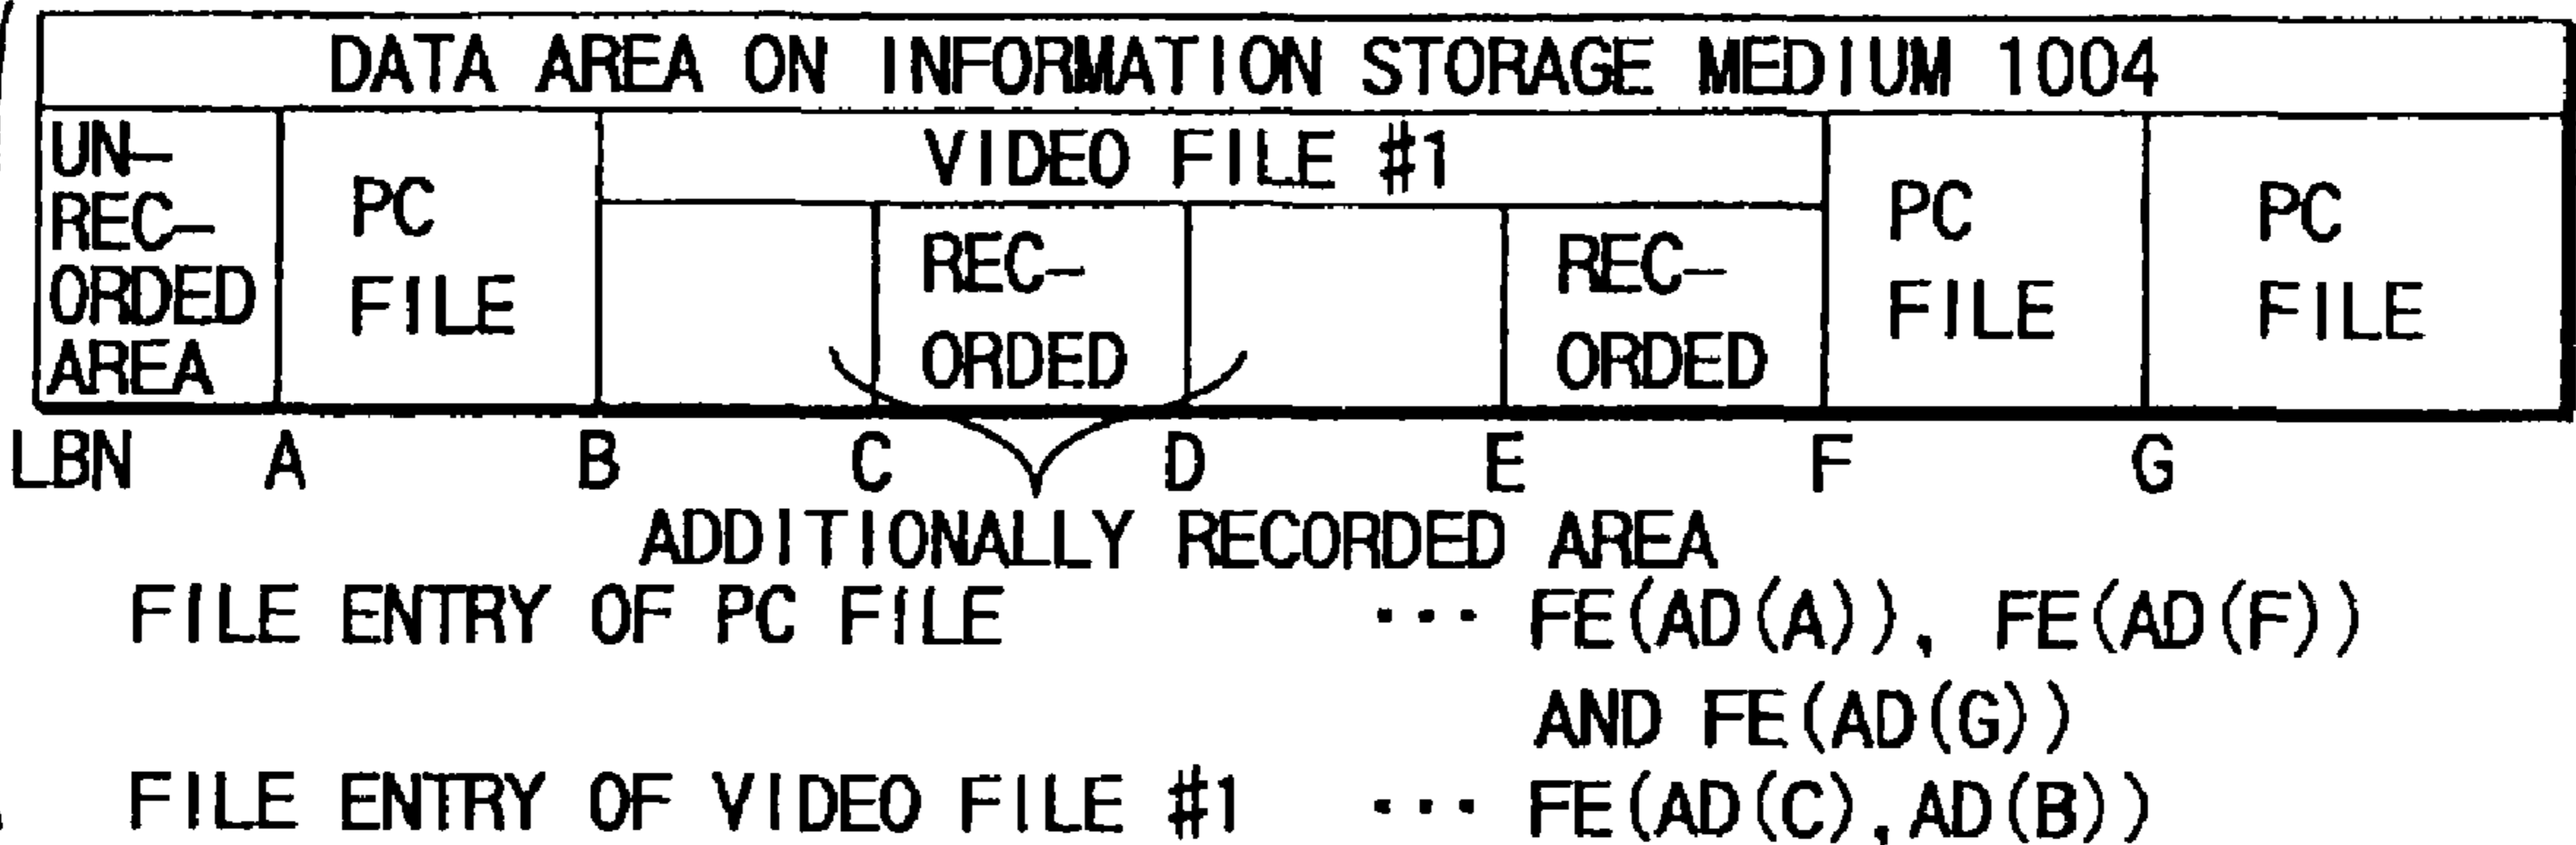 DATA AREA ON INFORMATION STORAGE MEDIUM 1004
UN-
REC-
ORDED
AREA
PC
FILE
VIDEO FILE #1
REC-
ORDED
REC-
ORDED
PC
FILE
PC
FILE
LBN A B C D E F G
ADDITIONALLY RECORDED AREA
FILE ENTRY OF PC FILE ... FE(AD(A)), FE(AD(F))
AND FE(AD(G))
FILE ENTRY OF VIDEO FILE #1 ... FE(AD(C),AD(B))